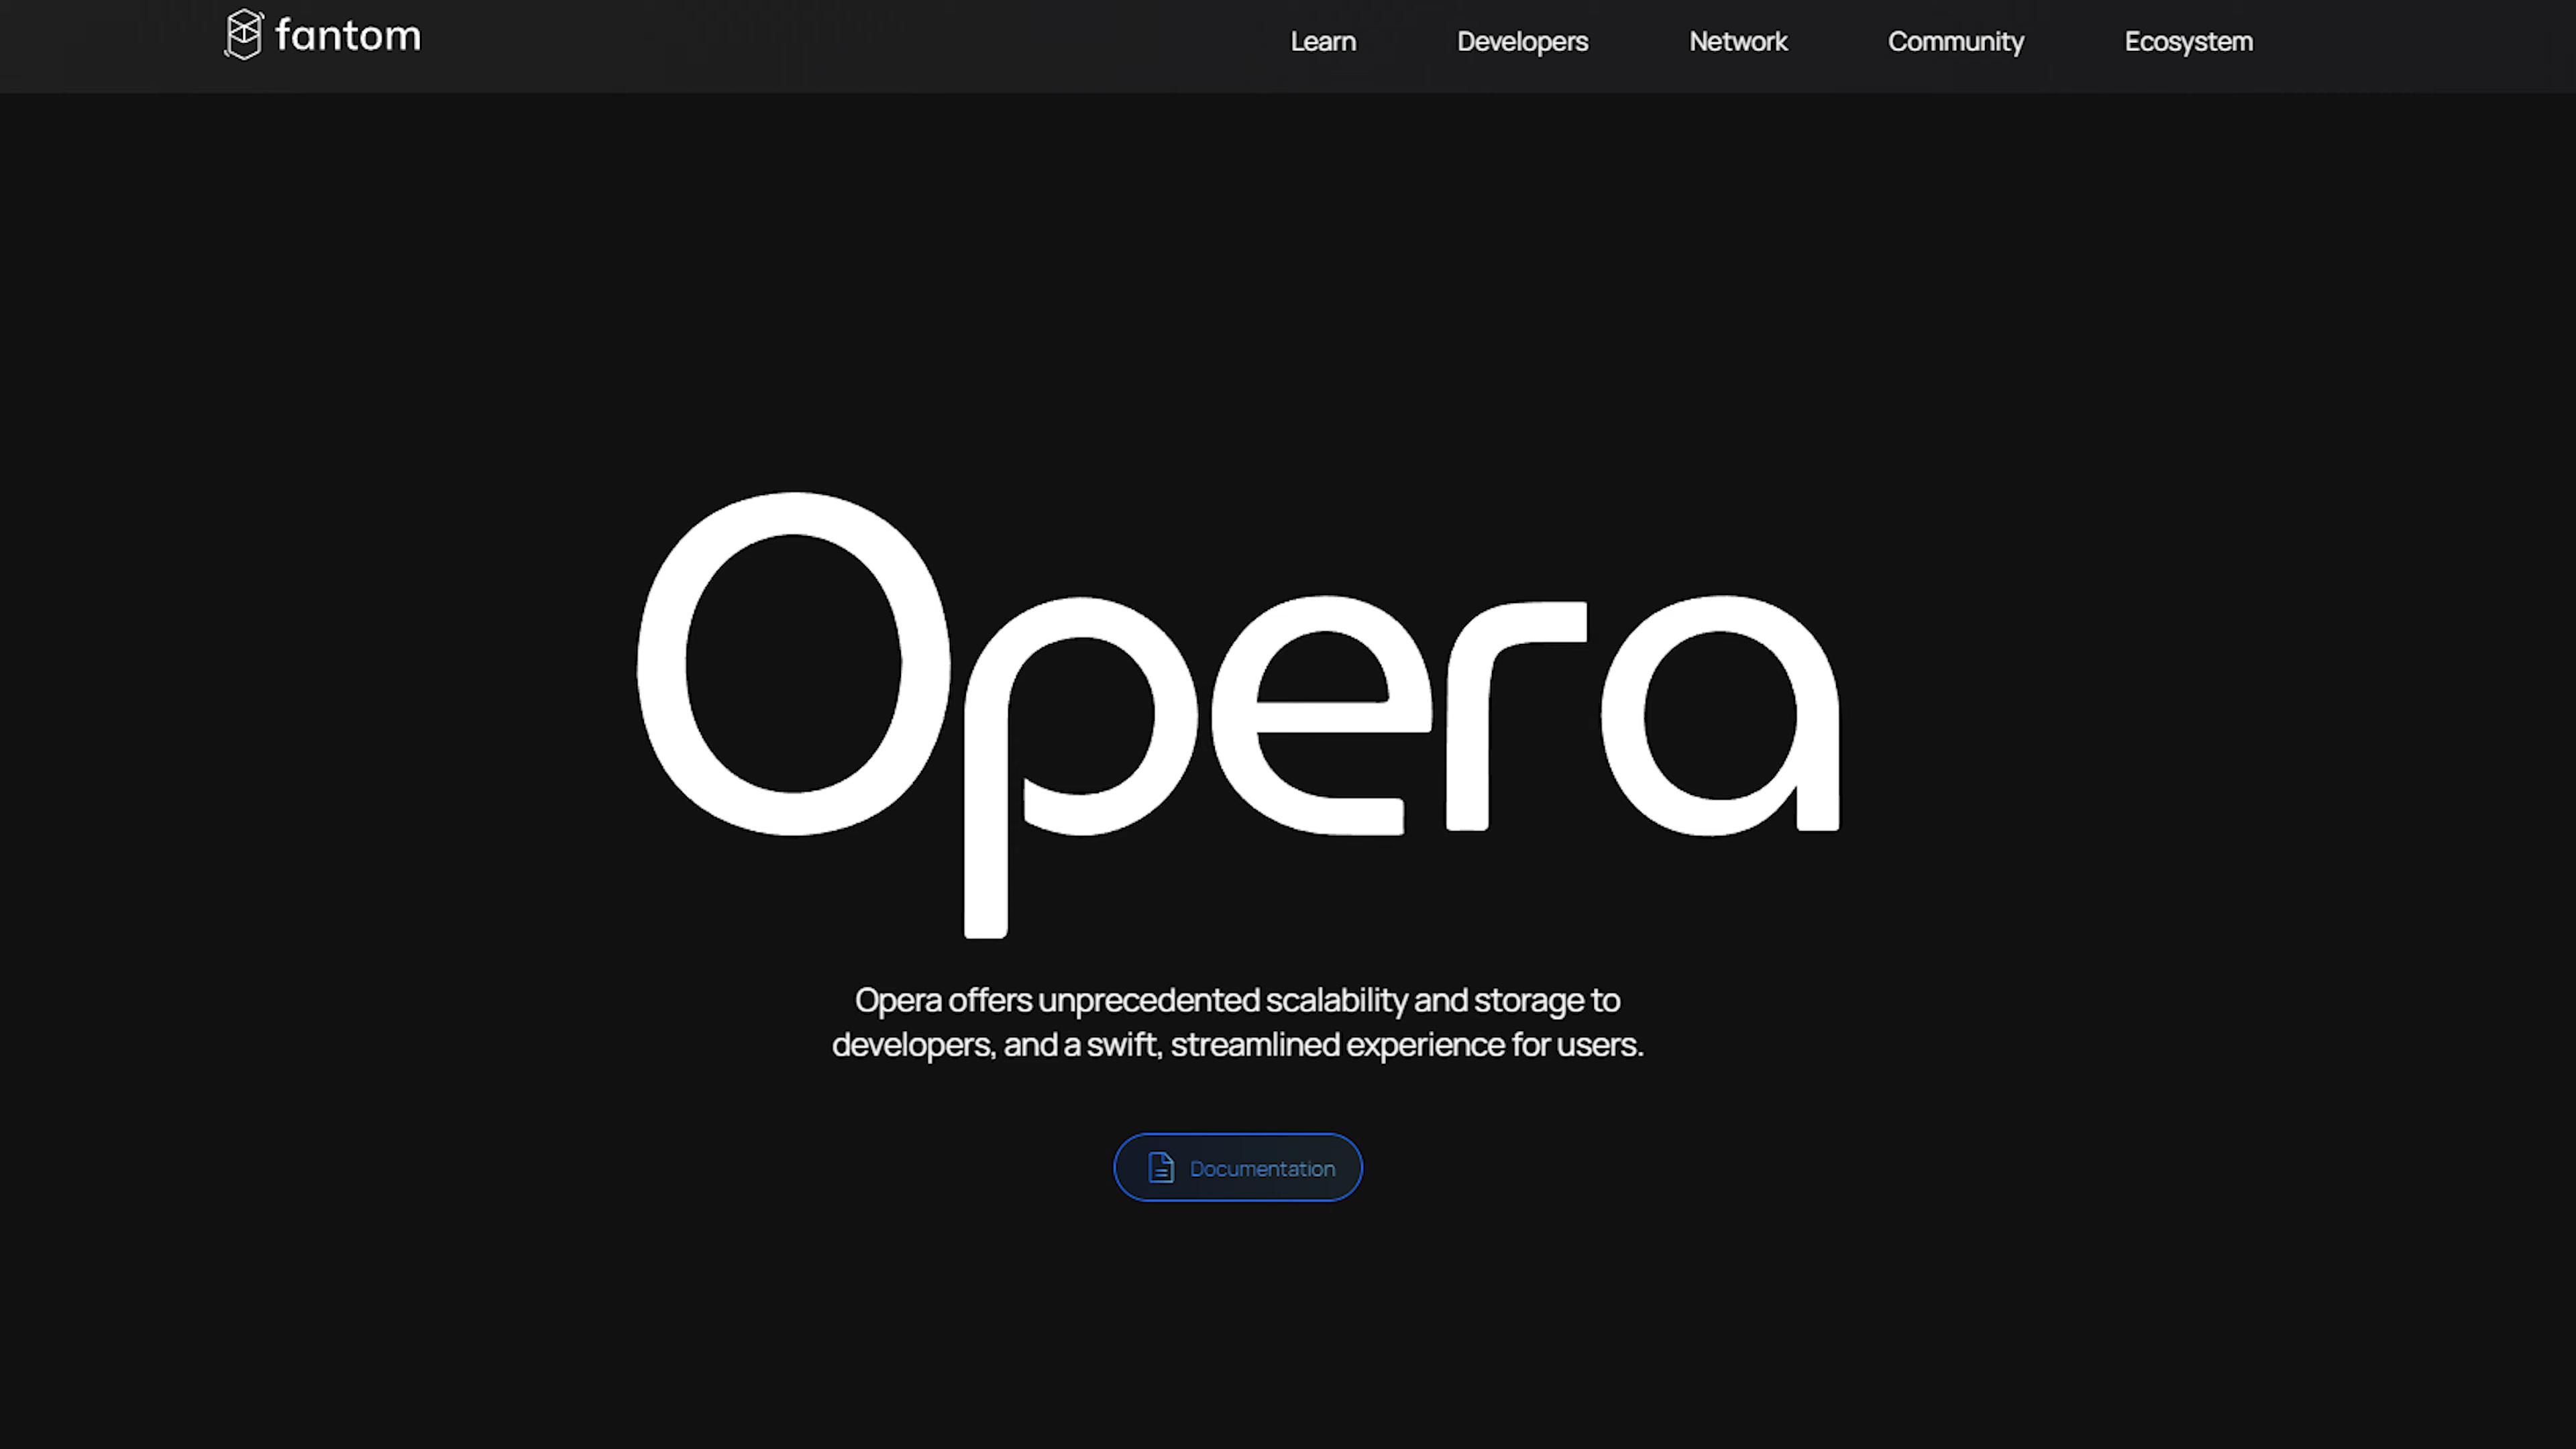 fantom
Learn Developers Network Community Ecosystem
Opera
Opera offers unprecedented scalability and storage to
developers, and a swift, streamlined experience for users.
Documentation